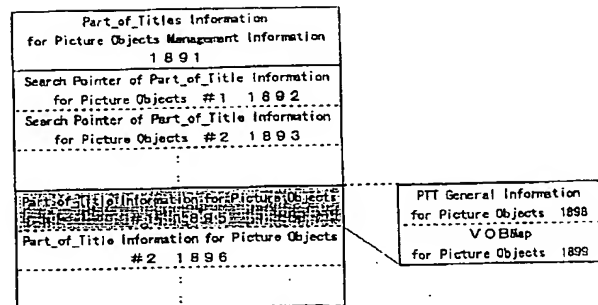 Part_of_Titles Information
for Picture Objects Management Information
1891
Search Pointer of Part_of_Title Information
for Picture Objects #1 1892
Search Pointer of Part_of_Title Information
for Picture Objects #2 1893
:
Part_of_Title Information for Picture Objects
#1 1895
Part_of_Title Information for Picture Objects
#2 1896
:
PTT General Information
for Picture Objects 1898
VOBMap
for Picture Objects 1899